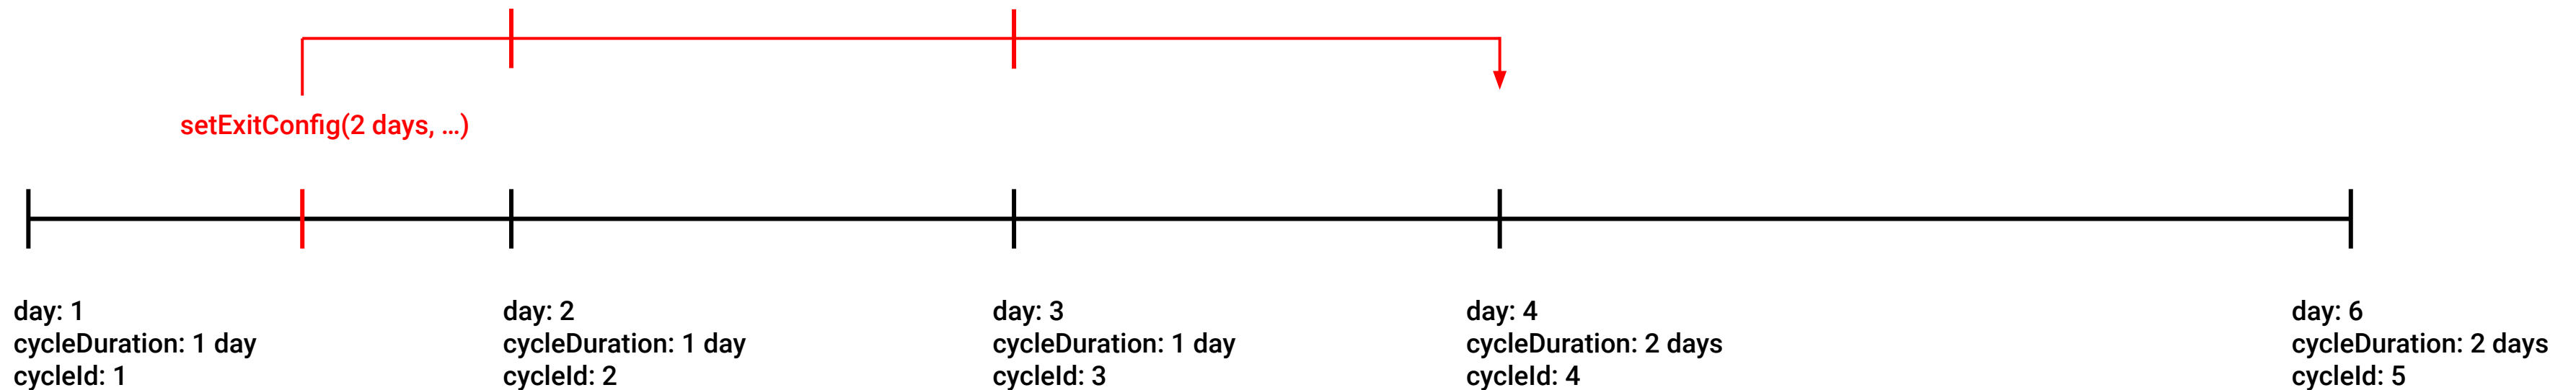 setExitConfig(2 days, ...)
day: 1
cycleDuration: 1 day
cycleId: 1
day: 2
cycleDuration: 1 day
cycleId: 2
day: 3
cycleDuration: 1 day
cycleId: 3
day: 4
cycleDuration: 2 days
cycleId: 4
day: 6
cycleDuration: 2 days
cycleId: 5